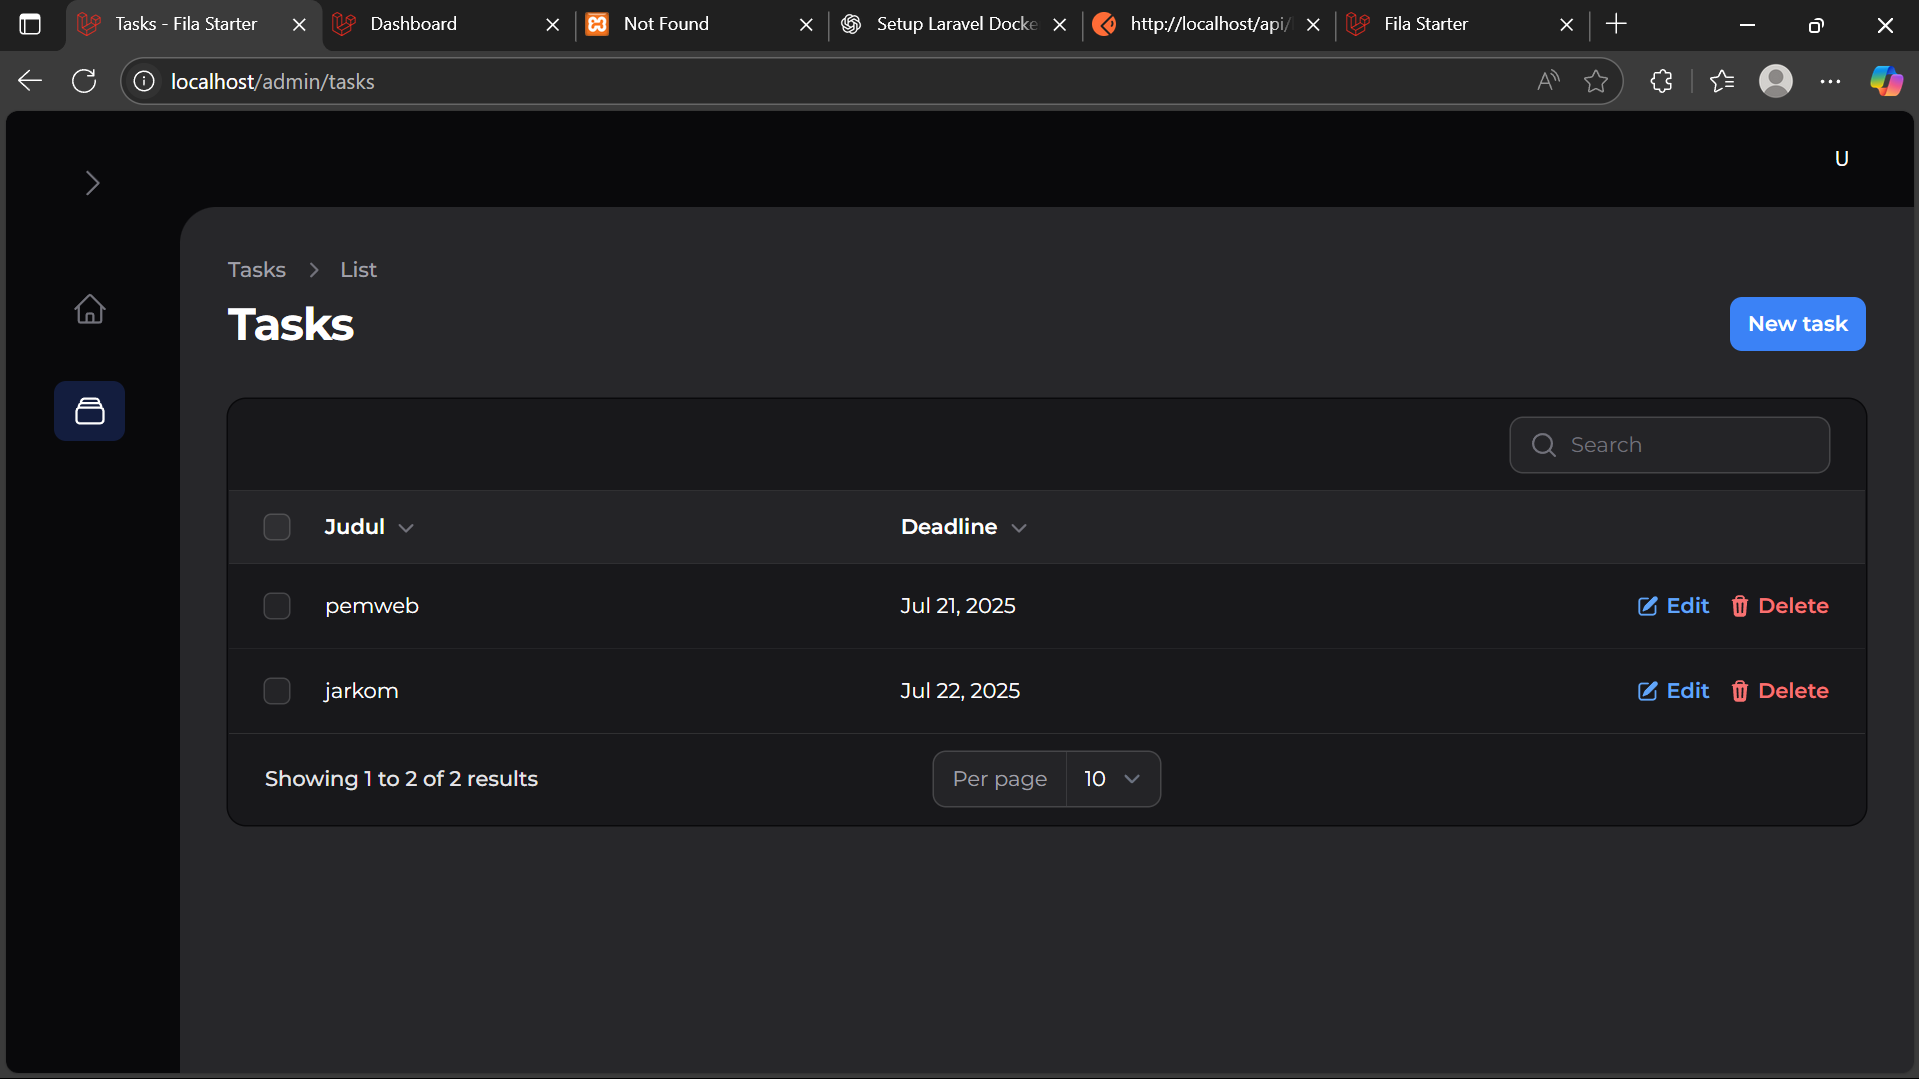 Tasks - Fila Starter
Dashboard
Not Found
Setup Laravel Docke
http://localhost/api/
Fila Starter
localhost/admin/tasks
U
Tasks > List
Tasks
New task
Search
Judul
Deadline
pemweb
Jul 21, 2025
Edit
Delete
jarkom
Jul 22, 2025
Edit
Delete
Showing 1 to 2 of 2 results
Per page
10